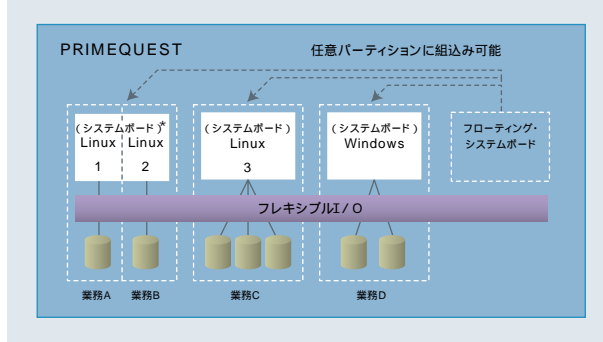 PRIMEQUEST
任意パーティションに組込み可能
(システムボード)*
Linux Linux
1 2
(システムボード)
Linux
3
(システムボード)
Windows
フローティング・
システムボード
フレキシブルI/O
業務A 業務B 業務C 業務D